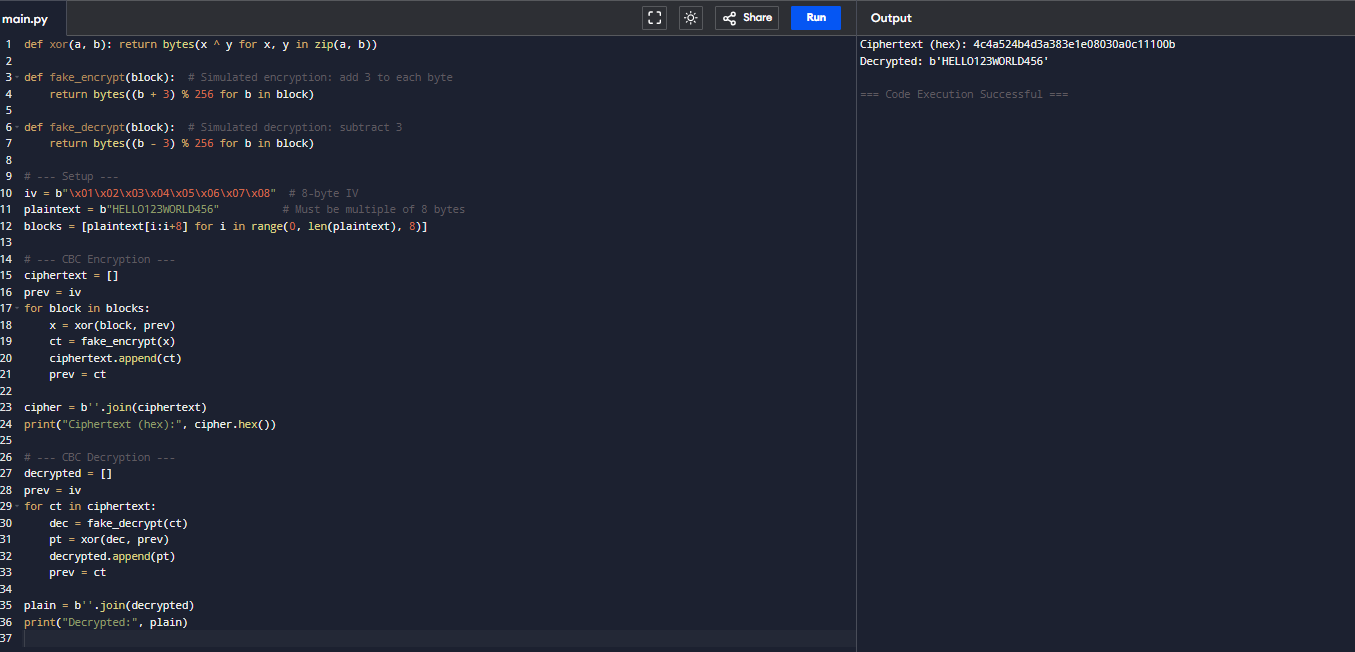 main.py
Share
Run
Output
1 def xor(a, b): return bytes(x ^ y for x, y in zip(a, b))
2
3 def fake_encrypt(block):  # Simulated encryption: add 3 to each byte
4     return bytes((b + 3) % 256 for b in block)
5
6 def fake_decrypt(block):  # Simulated decryption: subtract 3
7     return bytes((b - 3) % 256 for b in block)
8
9 # --- Setup ---
10 iv = b"\x01\x02\x03\x04\x05\x06\x07\x08"  # 8-byte IV
11 plaintext = b"HELLO123WORLD456"          # Must be multiple of 8 bytes
12 blocks = [plaintext[i:i+8] for i in range(0, len(plaintext), 8)]
13
14 # --- CBC Encryption ---
15 ciphertext = []
16 prev = iv
17 for block in blocks:
18     x = xor(block, prev)
19     ct = fake_encrypt(x)
20     ciphertext.append(ct)
21     prev = ct
22
23 cipher = b''.join(ciphertext)
24 print("Ciphertext (hex):", cipher.hex())
25
26 # --- CBC Decryption ---
27 decrypted = []
28 prev = iv
29 for ct in ciphertext:
30     dec = fake_decrypt(ct)
31     pt = xor(dec, prev)
32     decrypted.append(pt)
33     prev = ct
34
35 plain = b''.join(decrypted)
36 print("Decrypted:", plain)
37
Ciphertext (hex): 4c4a524b4d3a383e1e08030a0c11100b
Decrypted: b'HELLO123WORLD456'
=== Code Execution Successful ===